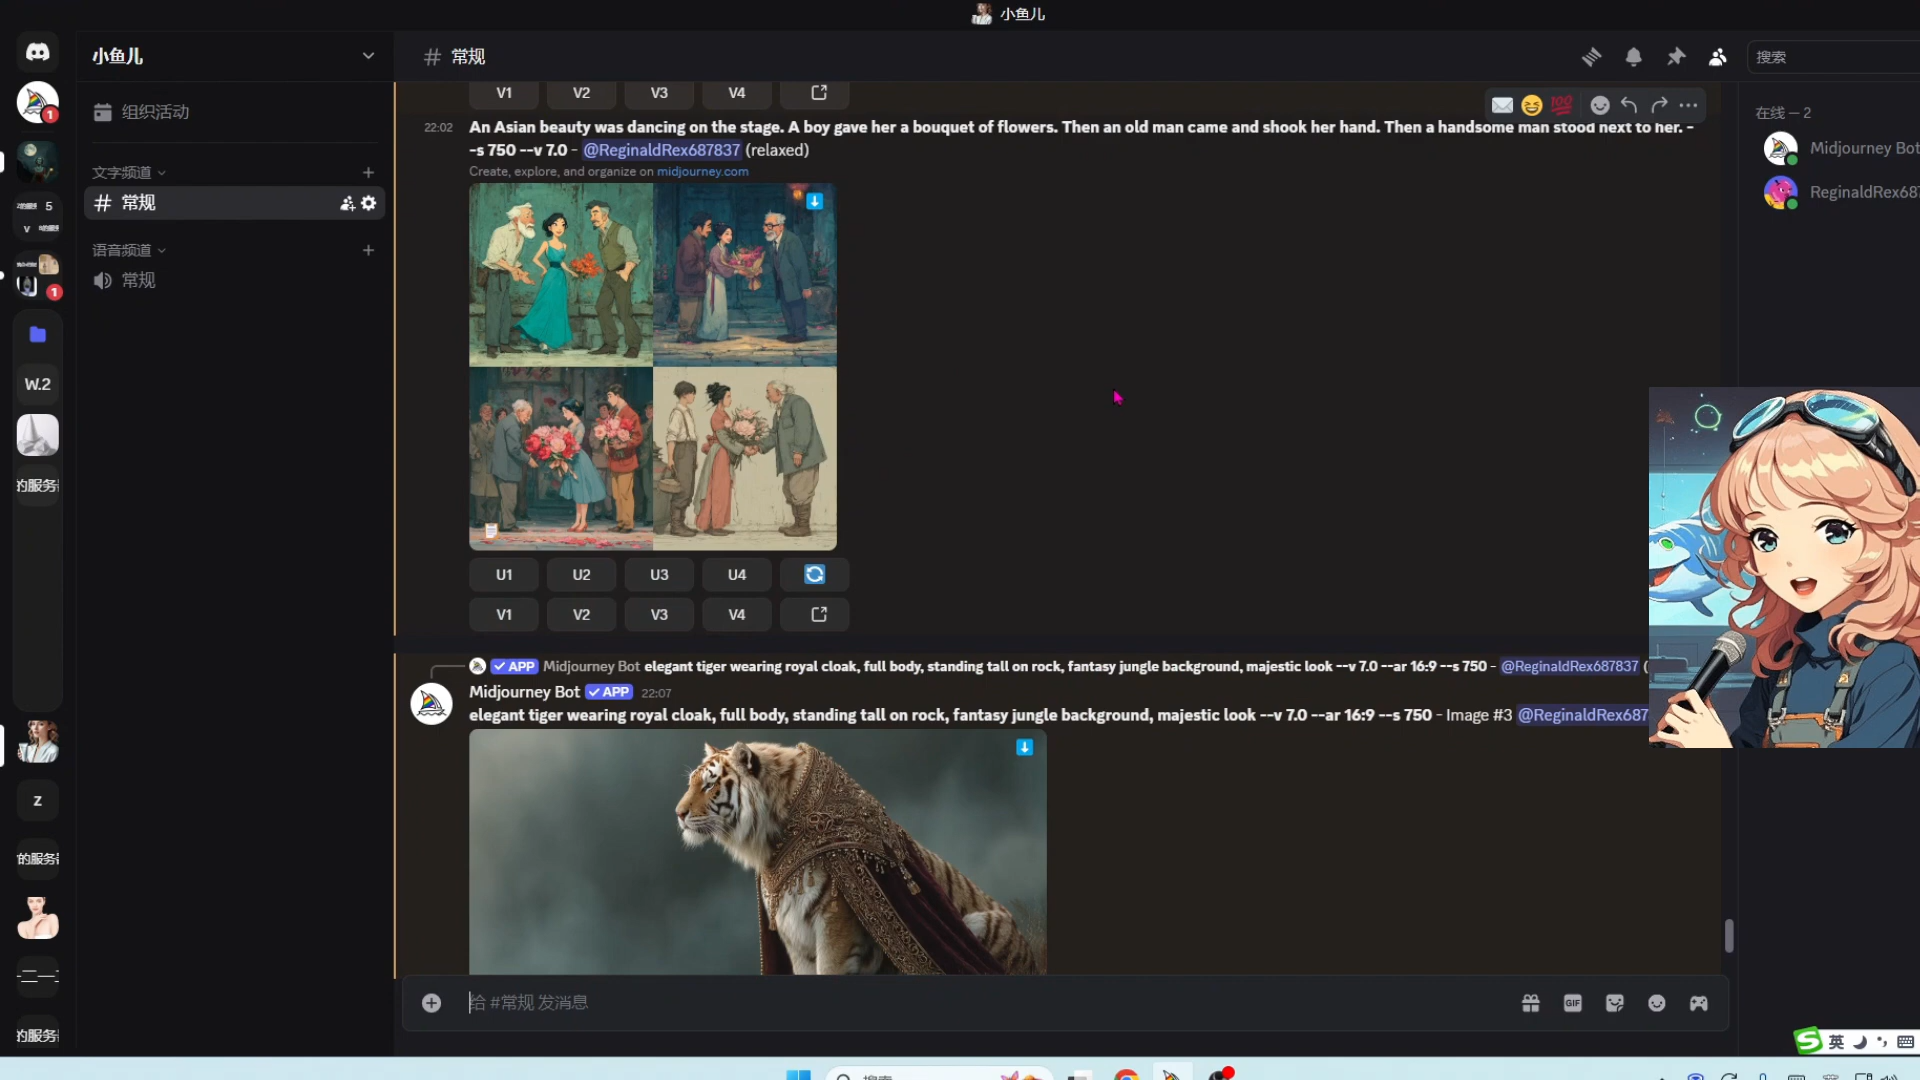 小鱼儿
小鱼儿
# 常规
搜索
组织活动
文字频道
# 常规
语音频道
常规
1
5
v
1
W.2
的服务
z
的服务
的服务
V1 V2 V3 V4
💯
22:02
An Asian beauty was dancing on the stage. A boy gave her a bouquet of flowers. Then an old man came and shook her hand. Then a handsome man stood next to her. -
-s 750 --v 7.0 - @ReginaldRex687837 (relaxed)
Create, explore, and organize on midjourney.com
U1 U2 U3 U4
V1 V2 V3 V4
APP Midjourney Bot elegant tiger wearing royal cloak, full body, standing tall on rock, fantasy jungle background, majestic look --v 7.0 --ar 16:9 --s 750 - @ReginaldRex687837 (
Midjourney Bot APP 22:07
elegant tiger wearing royal cloak, full body, standing tall on rock, fantasy jungle background, majestic look --v 7.0 --ar 16:9 --s 750 - Image #3 @ReginaldRex687
给 #常规 发消息
GIF
在线 — 2
Midjourney Bot
ReginaldRex687
英
搜索